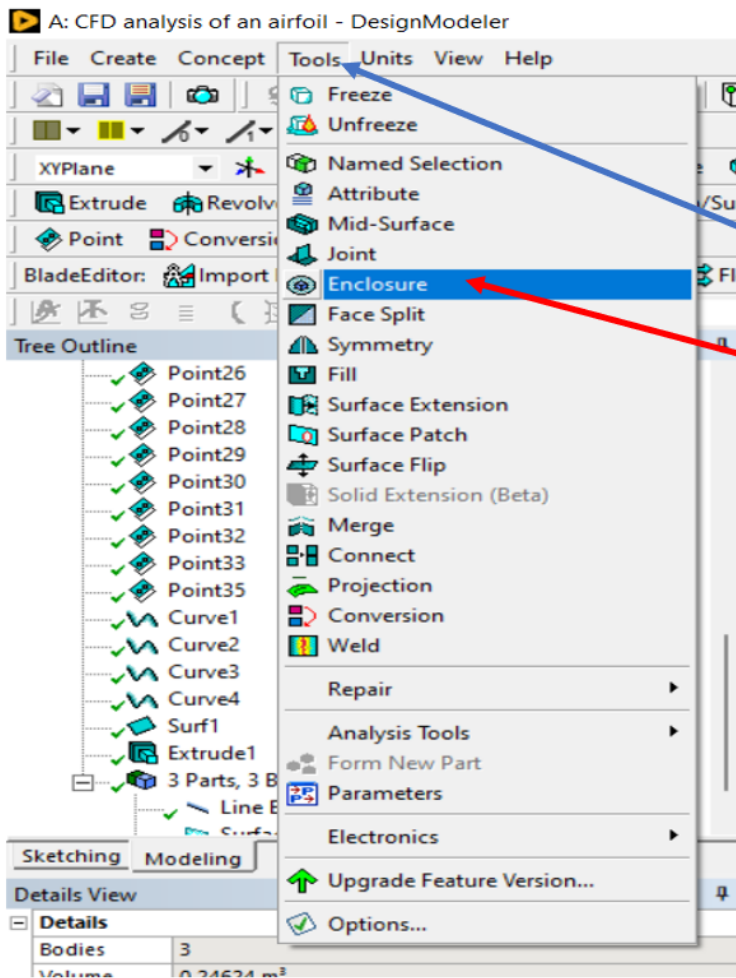 A: CFD analysis of an airfoil - DesignModeler
File Create Concept Tools Units View Help
Freeze
Unfreeze
XYPlane
Named Selection
Attribute
Extrude
Mid-Surface
Point
Joint
BladeEditor: Import
Enclosure
Face Split
Tree Outline
Symmetry
Point26
Fill
Point27
Surface Extension
Point28
Surface Patch
Point29
Surface Flip
Point30
Solid Extension (Beta)
Point31
Merge
Point32
Connect
Point33
Projection
Point35
Conversion
Curve1
Weld
Curve2
Curve3
Repair
Curve4
Surf1
Analysis Tools
Extrude1
Form New Part
3 Parts, 3 B
Parameters
Line
Electronics
Sketching Modeling
Upgrade Feature Version...
Details View
Details
Options...
Bodies 3